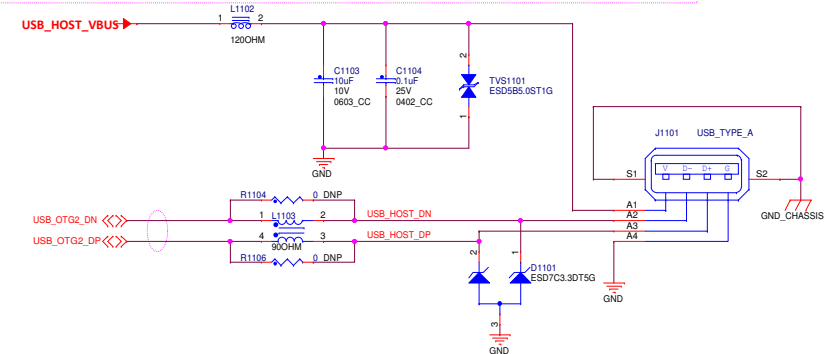 L1102
USB_HOST_VBUS
1 2
120OHM
C1103
10uF
10V
0603_CC
C1104
0.1uF
25V
0402_CC
2
TVS1101
ESD5B5.0ST1G
1
GND
J1101 USB_TYPE_A
S1 V D- D+ G S2
A1
A2
A3
A4
GND_CHASSIS
GND
R1104 0 DNP
USB_OTG2_DN 1 L1103 2 USB_HOST_DN
USB_OTG2_DP 4 3 USB_HOST_DP
90OHM
R1106 0 DNP
2 1
D1101
ESD7C3.3DT5G
3
GND